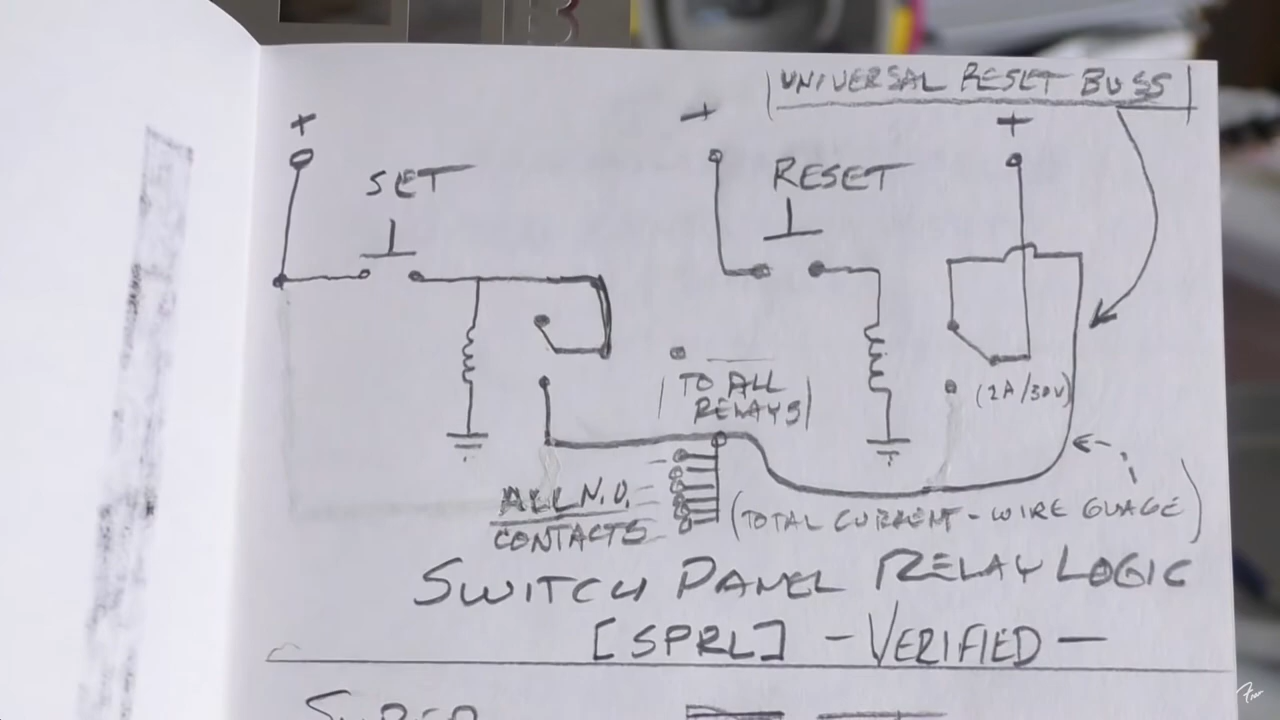 UNIVERSAL RESET BUSS
+ + +
SET
RESET
TO ALL
RELAYS
(2A/30V)
ALL N.O.
CONTACTS
(TOTAL CURRENT - WIRE GUAGE)
SWITCH PANEL RELAY LOGIC
[SPRL] - VERIFIED -
SUPER